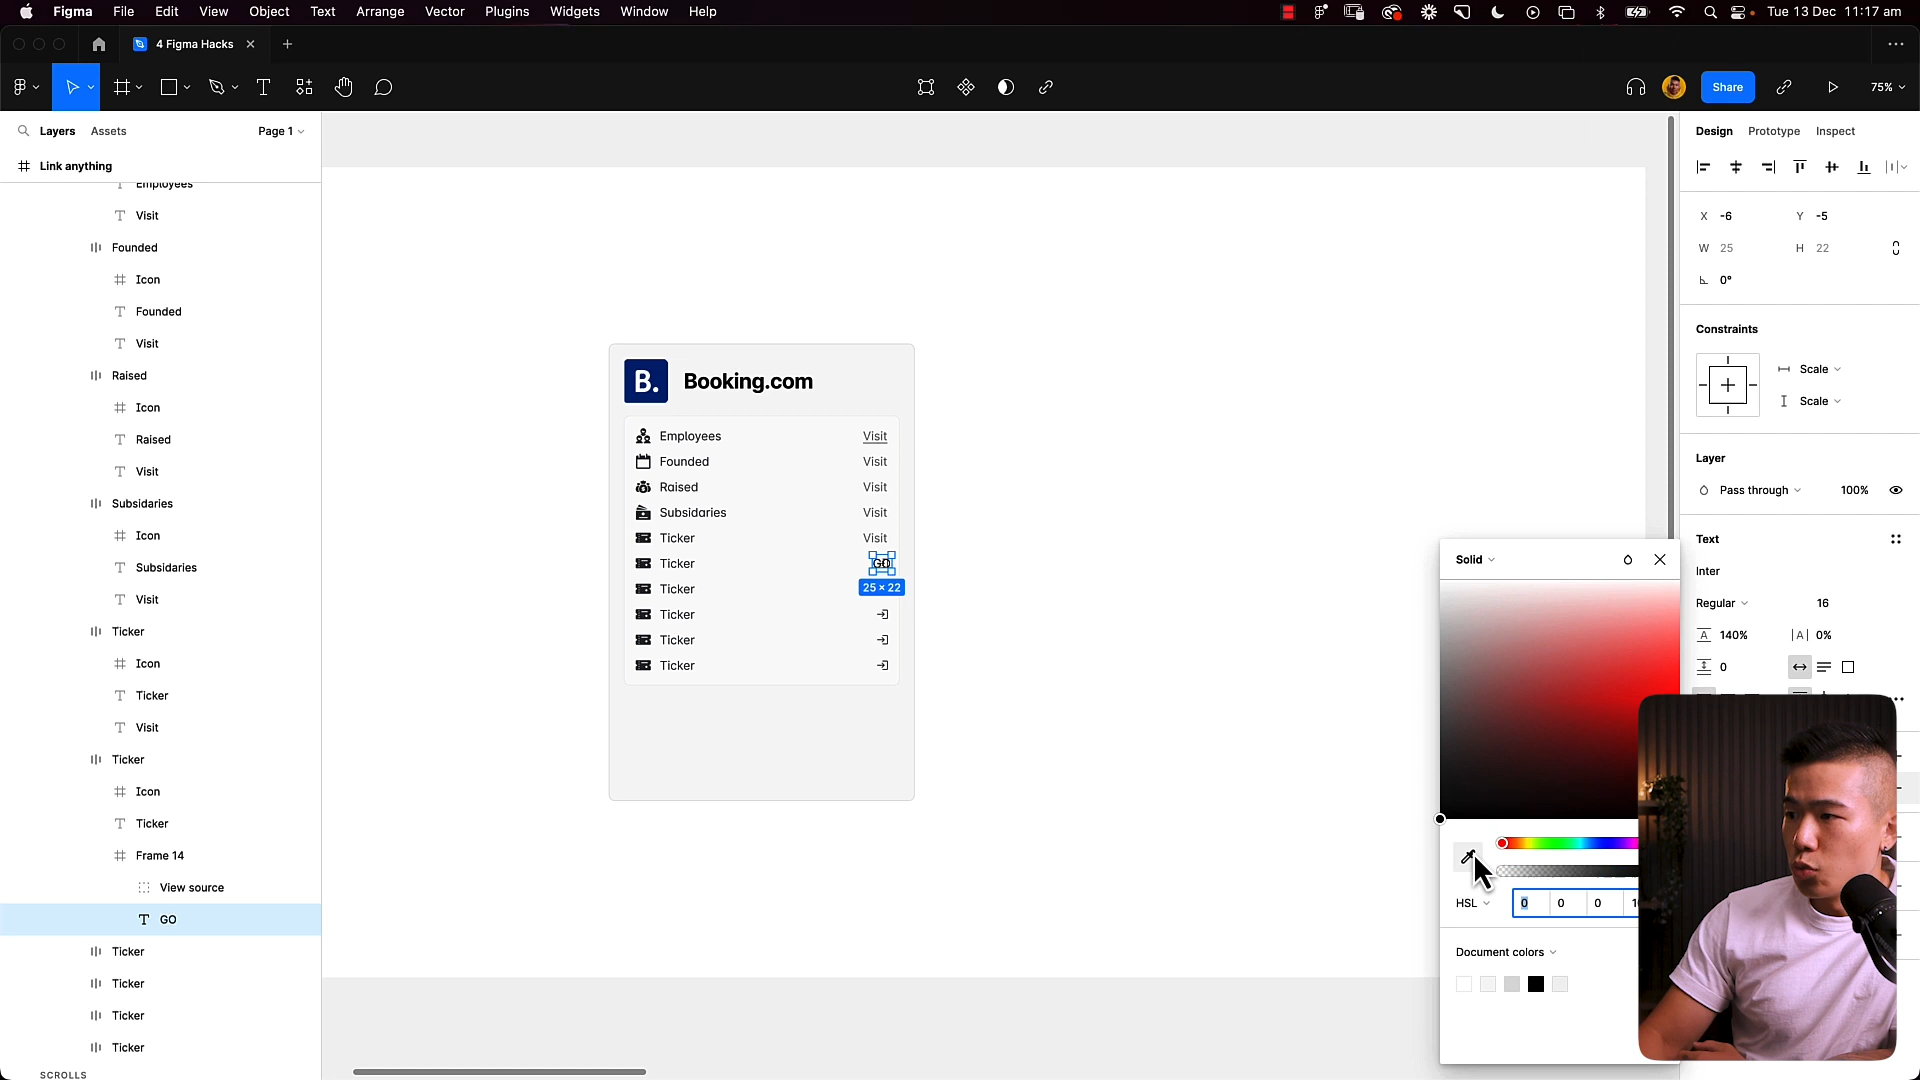 Figma File Edit View Object Text Arrange Vector Plugins Widgets Window Help Tue 13 Dec 11:17 am
4 Figma Hacks
Share 75%
Layers Assets Page 1
Link anything
Employees
Visit
Founded
Icon
Founded
Visit
Raised
Icon
Raised
Visit
Subsidaries
Icon
Subsidaries
Visit
Ticker
Icon
Ticker
Visit
Ticker
Icon
Ticker
Frame 14
View source
GO
Ticker
Ticker
Ticker
Ticker
SCROLLS
B. Booking.com
Employees Visit
Founded Visit
Raised Visit
Subsidaries Visit
Ticker Visit
Ticker GO
25 × 22
Ticker
Ticker
Ticker
Ticker
Design Prototype Inspect
X -6 Y -5
W 25 H 22
0°
Constraints
Scale
Scale
Layer
Pass through 100%
Text
Inter
Regular 16
A 140% |A| 0%
0
Solid
HSL 0 0 0
Document colors